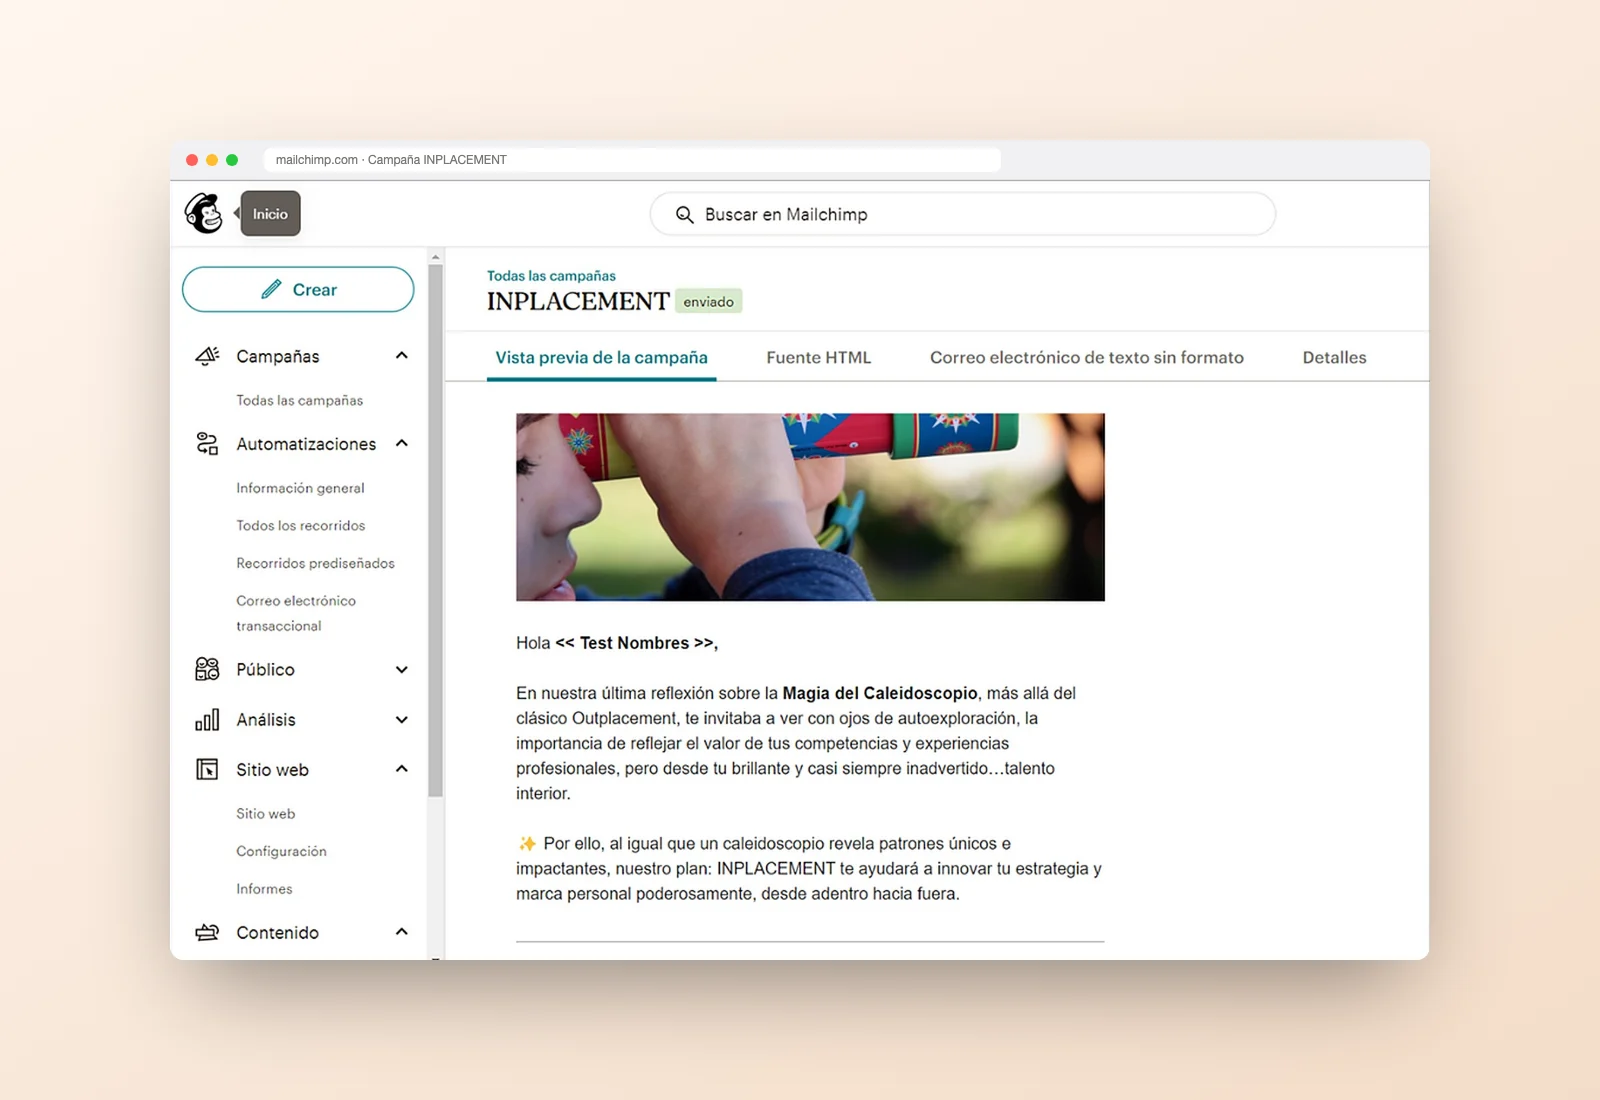 mailchimp.com · Campaña INPLACEMENT
Inicio
Buscar en Mailchimp
Crear
Campañas
Todas las campañas
Automatizaciones
Información general
Todos los recorridos
Recorridos prediseñados
Correo electrónico
transaccional
Público
Análisis
Sitio web
Sitio web
Configuración
Informes
Contenido
Todas las campañas
INPLACEMENT enviado
Vista previa de la campaña
Fuente HTML
Correo electrónico de texto sin formato
Detalles
Hola << Test Nombres >>,
En nuestra última reflexión sobre la Magia del Caleidoscopio, más allá del
clásico Outplacement, te invitaba a ver con ojos de autoexploración, la
importancia de reflejar el valor de tus competencias y experiencias
profesionales, pero desde tu brillante y casi siempre inadvertido…talento
interior.
✨ Por ello, al igual que un caleidoscopio revela patrones únicos e
impactantes, nuestro plan: INPLACEMENT te ayudará a innovar tu estrategia y
marca personal poderosamente, desde adentro hacia fuera.